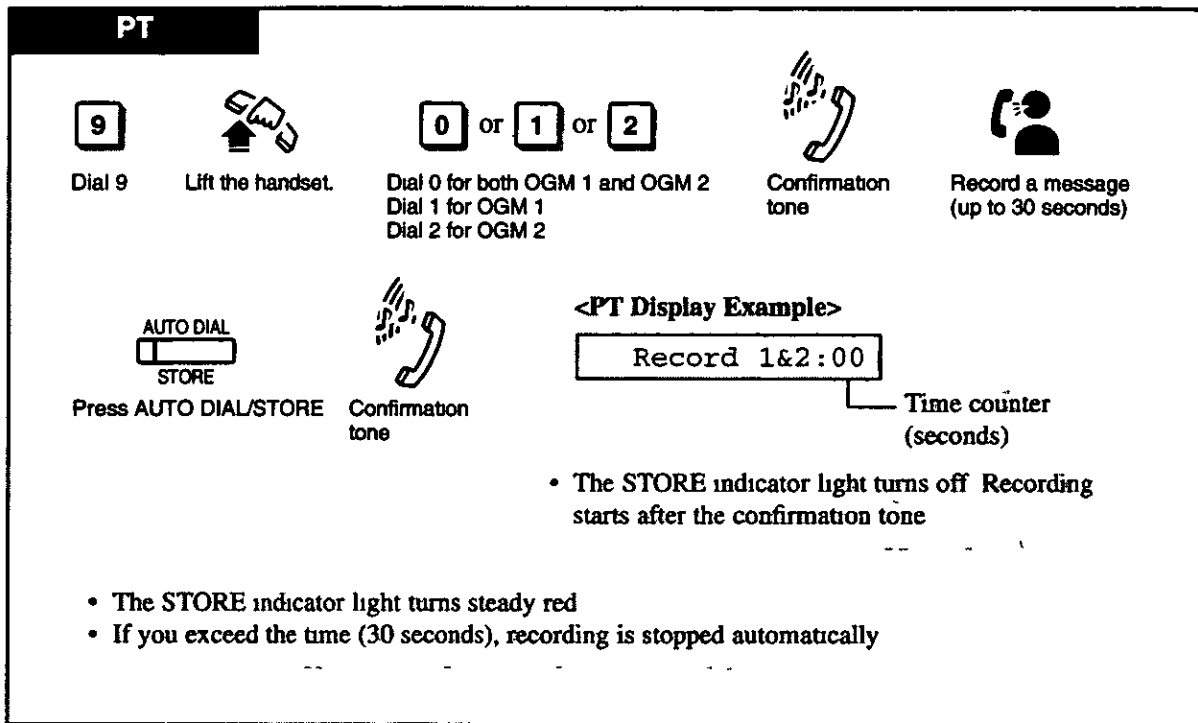 PT
9
0 or 1 or 2
Dial 9
Lift the handset.
Dial 0 for both OGM 1 and OGM 2
Dial 1 for OGM 1
Dial 2 for OGM 2
Confirmation
tone
Record a message
(up to 30 seconds)
AUTO DIAL
STORE
Press AUTO DIAL/STORE
Confirmation
tone
<PT Display Example>
Record 1&2:00
Time counter
(seconds)
• The STORE indicator light turns off Recording
starts after the confirmation tone
• The STORE indicator light turns steady red
• If you exceed the time (30 seconds), recording is stopped automatically